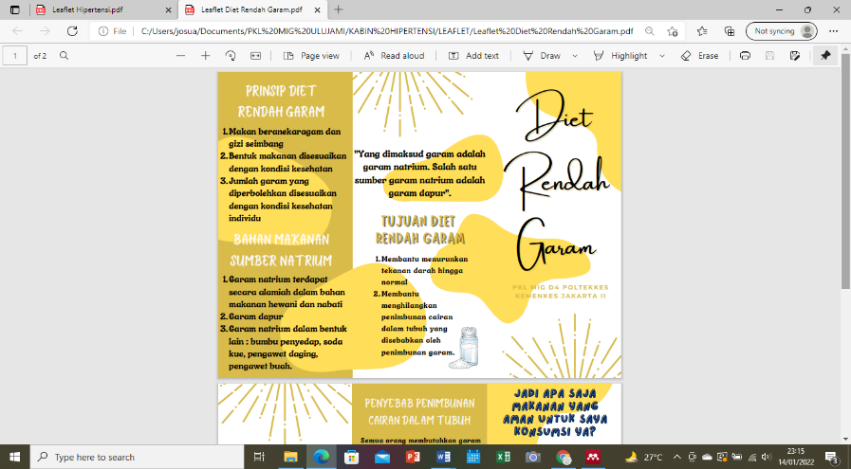 Leaflet Hipertensi.pdf
Leaflet Diet Rendah Garam.pdf
File
C:/Users/josua/Documents/PKL%20MIG%20ULUJAMI/KABIN%20HIPERTENSI/LEAFLET/Leaflet%20Diet%20Rendah%20Garam.pdf
Not syncing
1 of 2
Page view
Read aloud
Add text
Draw
Highlight
Erase
PRINSIP DIET
RENDAH GARAM
1. Makan beranekaragam dan
gizi seimbang
2. Bentuk makanan disesuaikan
dengan kondisi kesehatan
3. Jumlah garam yang
diperbolehkan disesuaikan
dengan kondisi kesehatan
individu
BAHAN MAKANAN
SUMBER NATRIUM
1. Garam natrium terdapat
secara alamiah dalam bahan
makanan hewani dan nabati
2. Garam dapur
3. Garam natrium dalam bentuk
lain : bumbu penyedap, soda
kue, pengawet daging,
pengawet buah.
"Yang dimaksud garam adalah
garam natrium. Salah satu
sumber garam natrium adalah
garam dapur".
TUJUAN DIET
RENDAH GARAM
1. Membantu menurunkan
tekanan darah hingga
normal
2. Membantu
menghilangkan
penimbunan cairan
dalam tubuh yang
disebabkan oleh
penimbunan garam.
Diet
Rendah
Garam
PKL MIG D4 POLTEKKES
KEMENKES JAKARTA II
PENYEBAB PENIMBUNAN
CAIRAN DALAM TUBUH
Semua orang membutuhkan garam
JADI APA SAJA
MAKANAN YANG
AMAN UNTUK SAYA
KONSUMSI YA?
Type here to search
27°C
23:15
14/01/2022